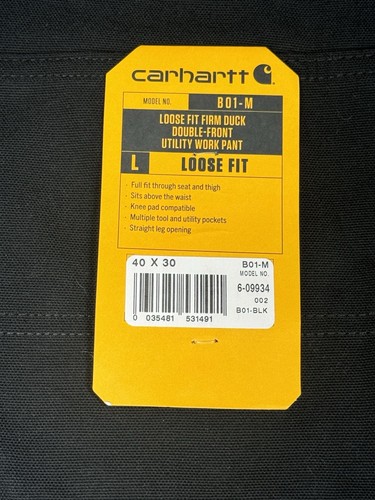 carhartt
MODEL NO. B01-M
LOOSE FIT FIRM DUCK
DOUBLE-FRONT
UTILITY WORK PANT
L LOOSE FIT
· Full fit through seat and thigh
· Sits above the waist
· Knee pad compatible
· Multiple tool and utility pockets
· Straight leg opening
40 X 30 B01-M
MODEL NO.
6-09934
002
B01-BLK
0 035481 531491